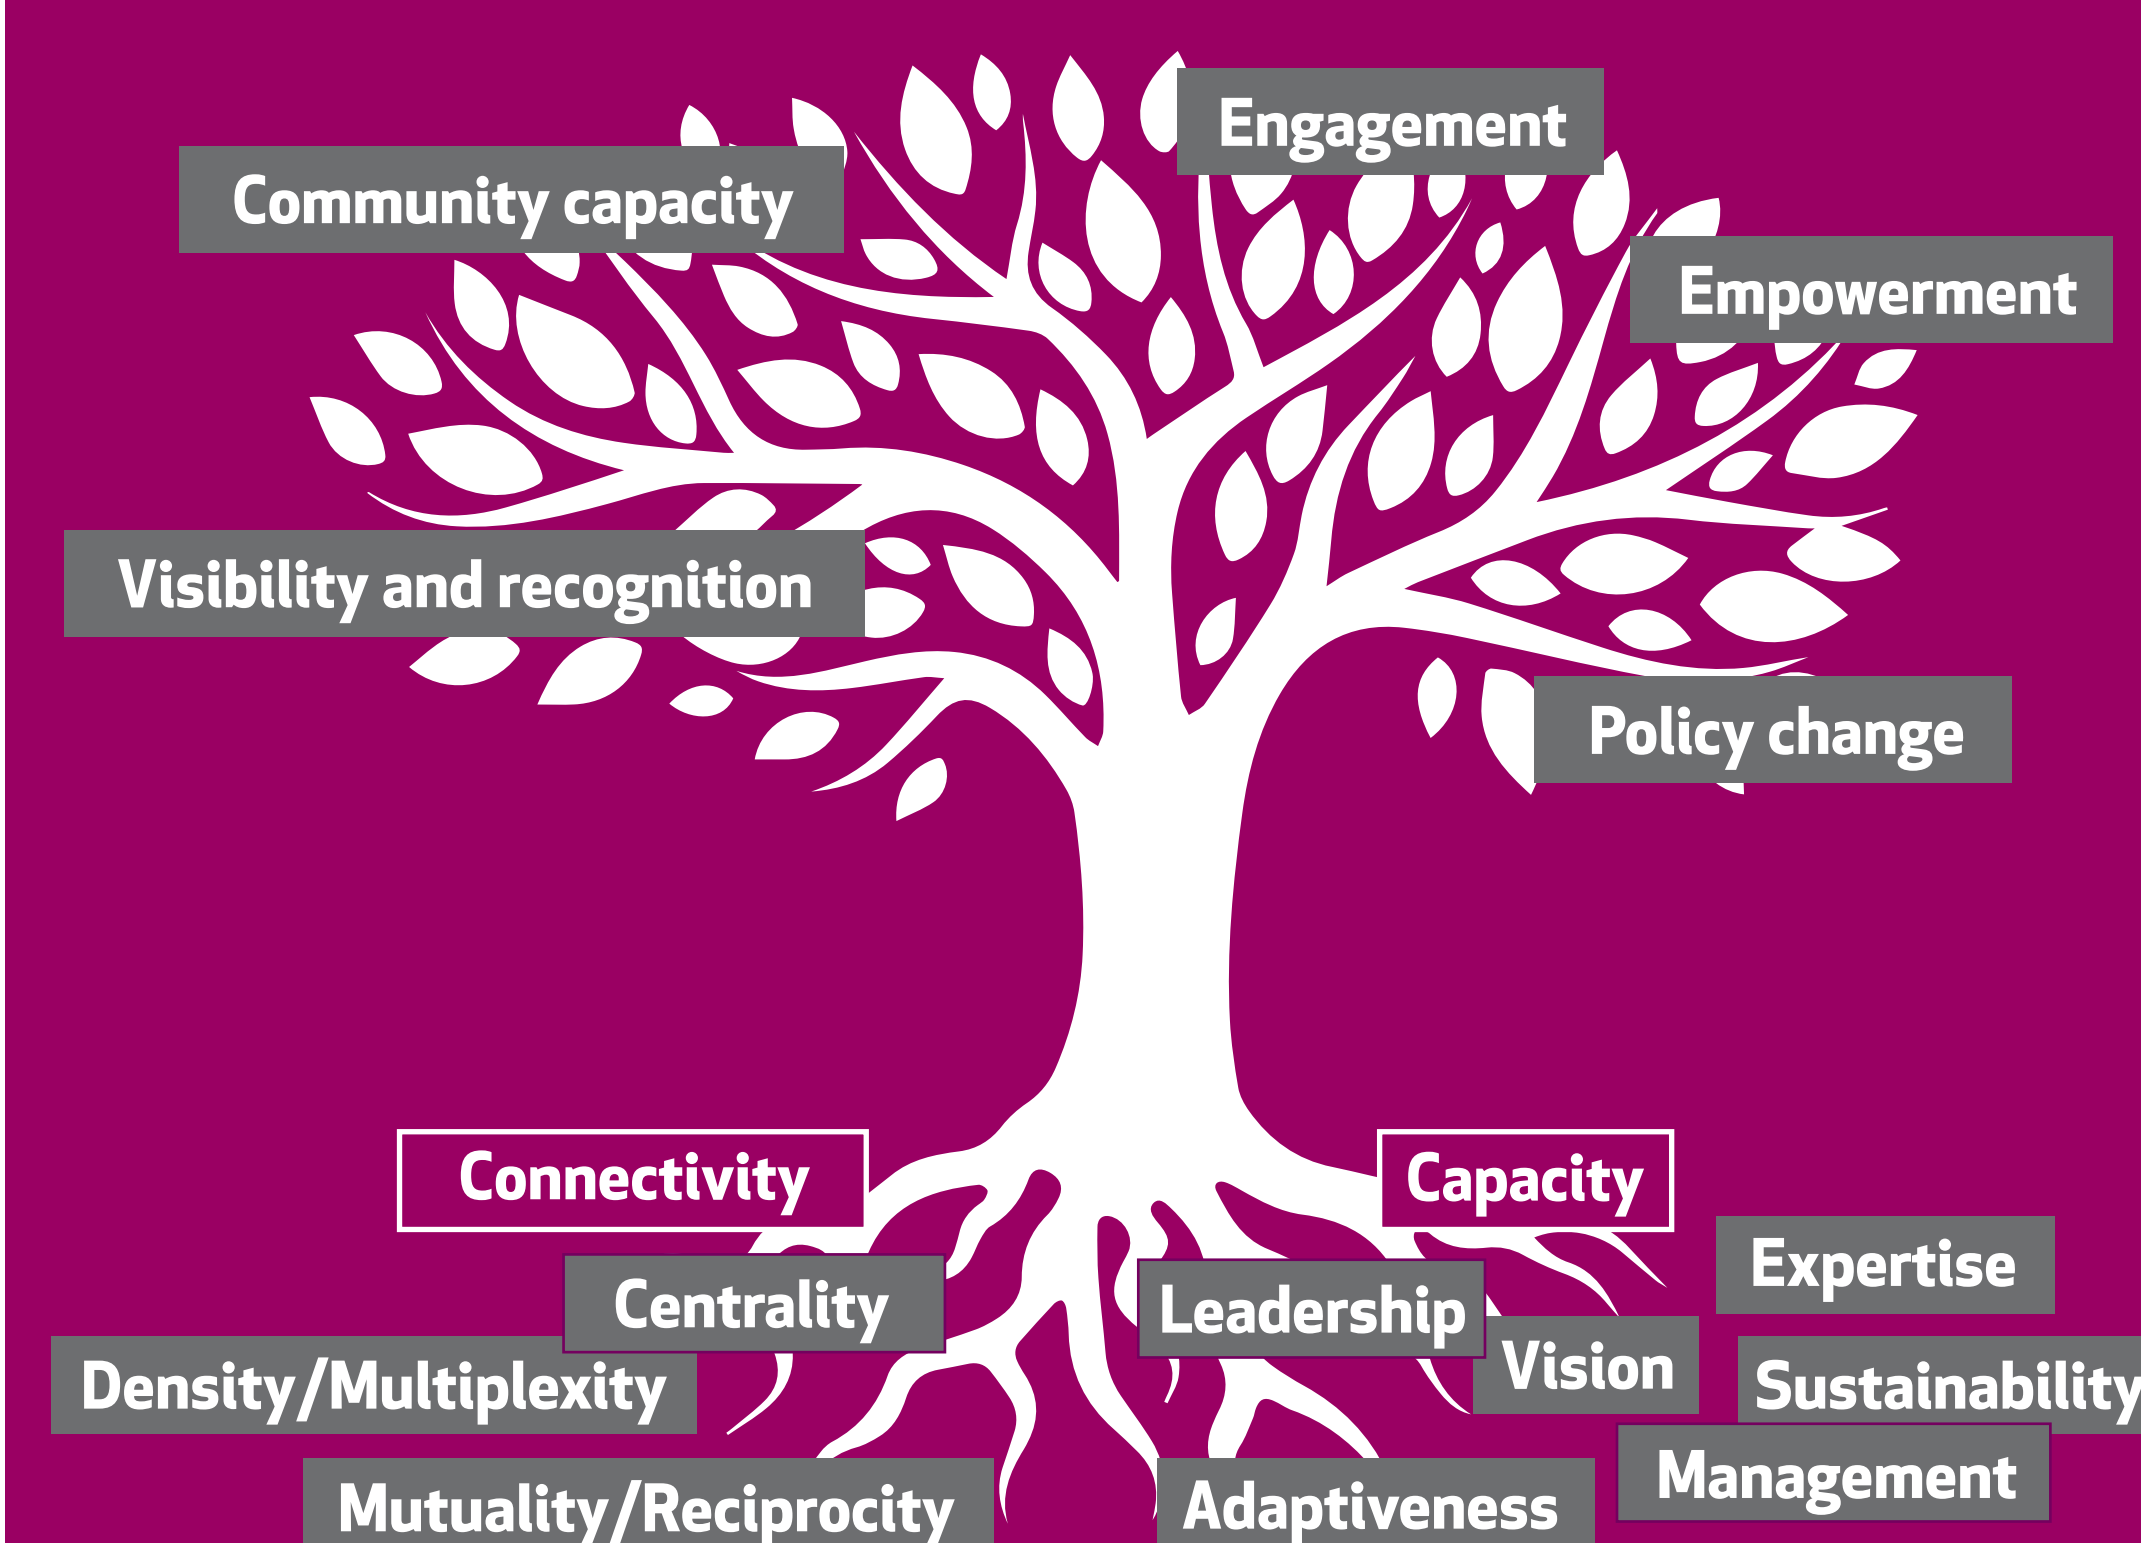 Engagement
Community capacity
Empowerment
Visibility and recognition
Policy change
Connectivity
Capacity
Expertise
Centrality
Leadership
Vision
Density/Multiplexity
Sustainability
Management
Mutuality/Reciprocity
Adaptiveness